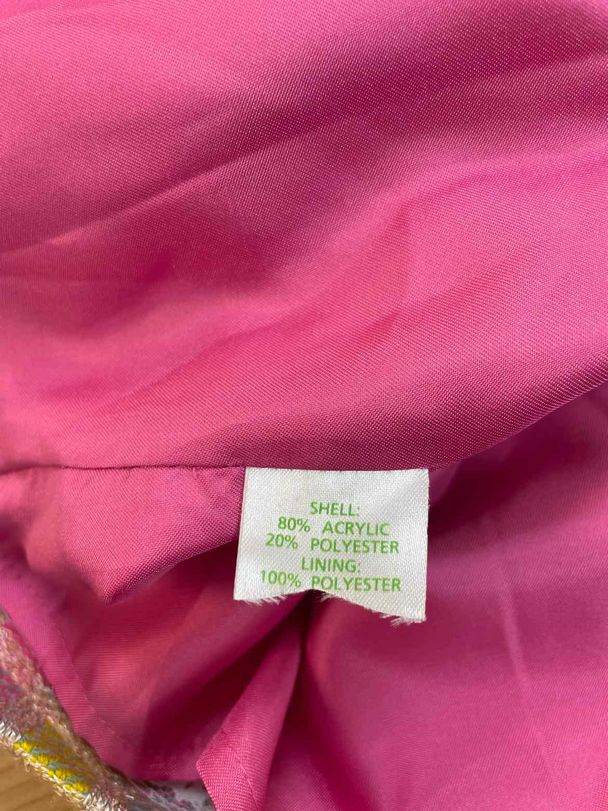 SHELL:
80% ACRYLIC
20% POLYESTER
LINING:
100% POLYESTER